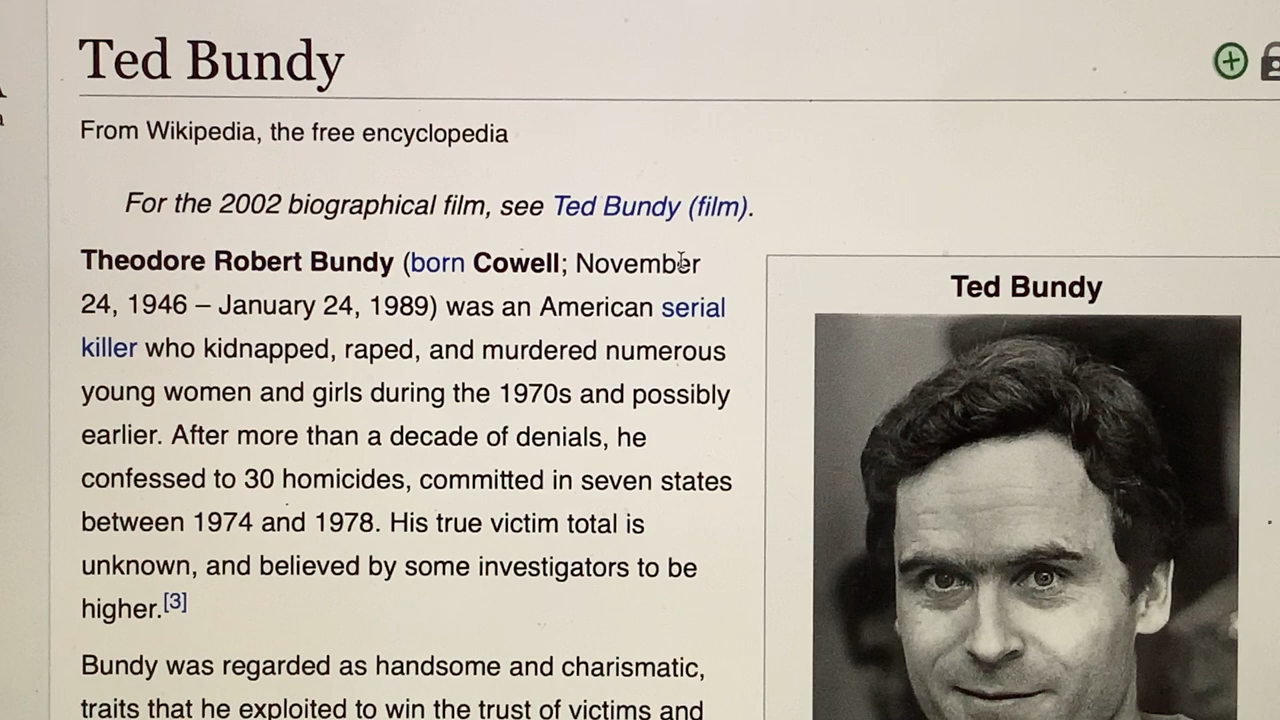 Ted Bundy
From Wikipedia, the free encyclopedia
For the 2002 biographical film, see Ted Bundy (film).
Theodore Robert Bundy (born Cowell; November
24, 1946 – January 24, 1989) was an American serial
killer who kidnapped, raped, and murdered numerous
young women and girls during the 1970s and possibly
earlier. After more than a decade of denials, he
confessed to 30 homicides, committed in seven states
between 1974 and 1978. His true victim total is
unknown, and believed by some investigators to be
higher.[3]
Bundy was regarded as handsome and charismatic,
traits that he exploited to win the trust of victims and
Ted Bundy